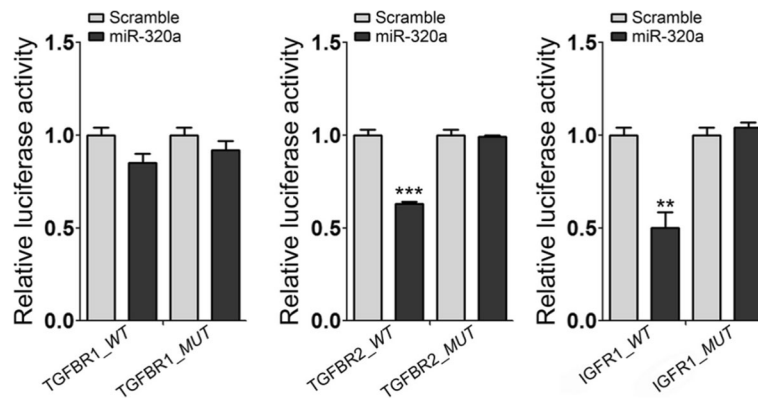 Scramble
miR-320a
Relative luciferase activity
1.5
1.0
0.5
0.0
TGFBR1_WT
TGFBR1_MUT
Scramble
miR-320a
Relative luciferase activity
1.5
1.0
0.5
0.0
***
TGFBR2_WT
TGFBR2_MUT
Scramble
miR-320a
Relative luciferase activity
1.5
1.0
0.5
0.0
**
IGFR1_WT
IGFR1_MUT